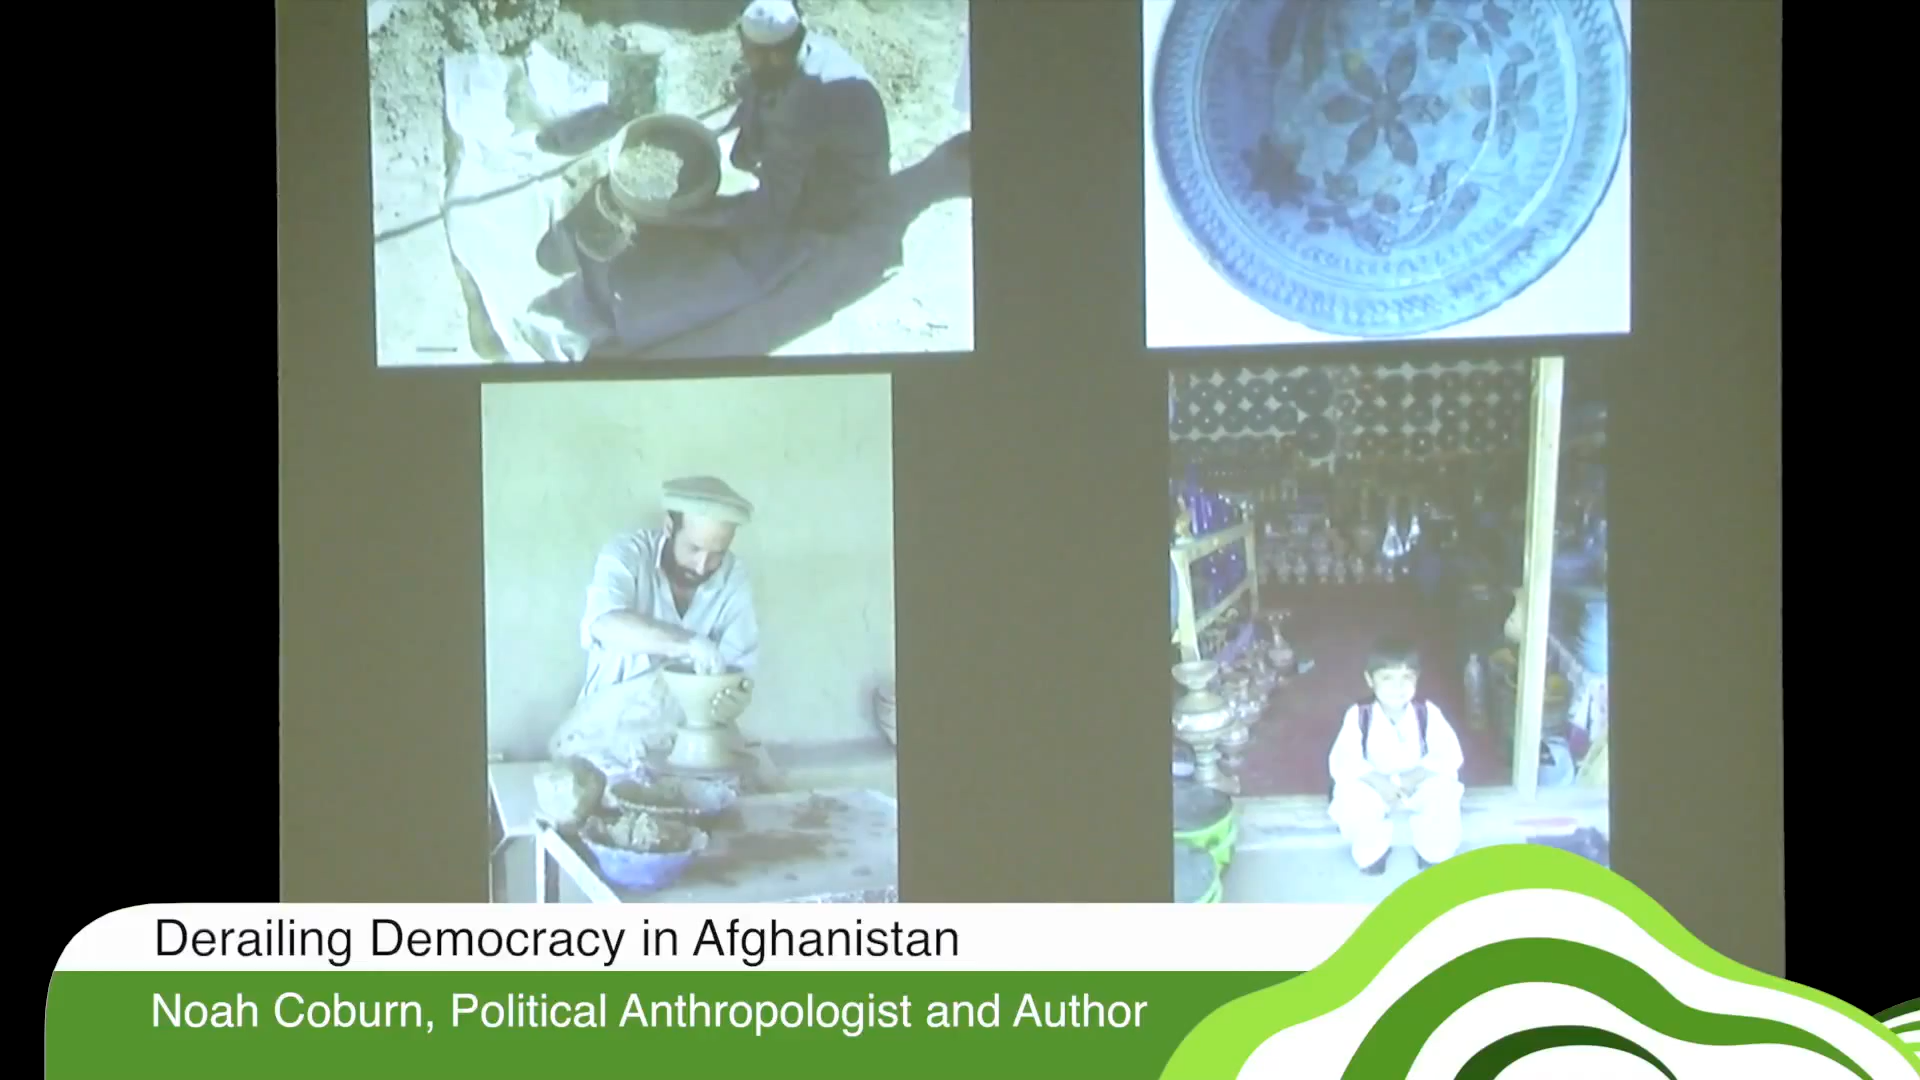 Derailing Democracy in Afghanistan
Noah Coburn, Political Anthropologist and Author